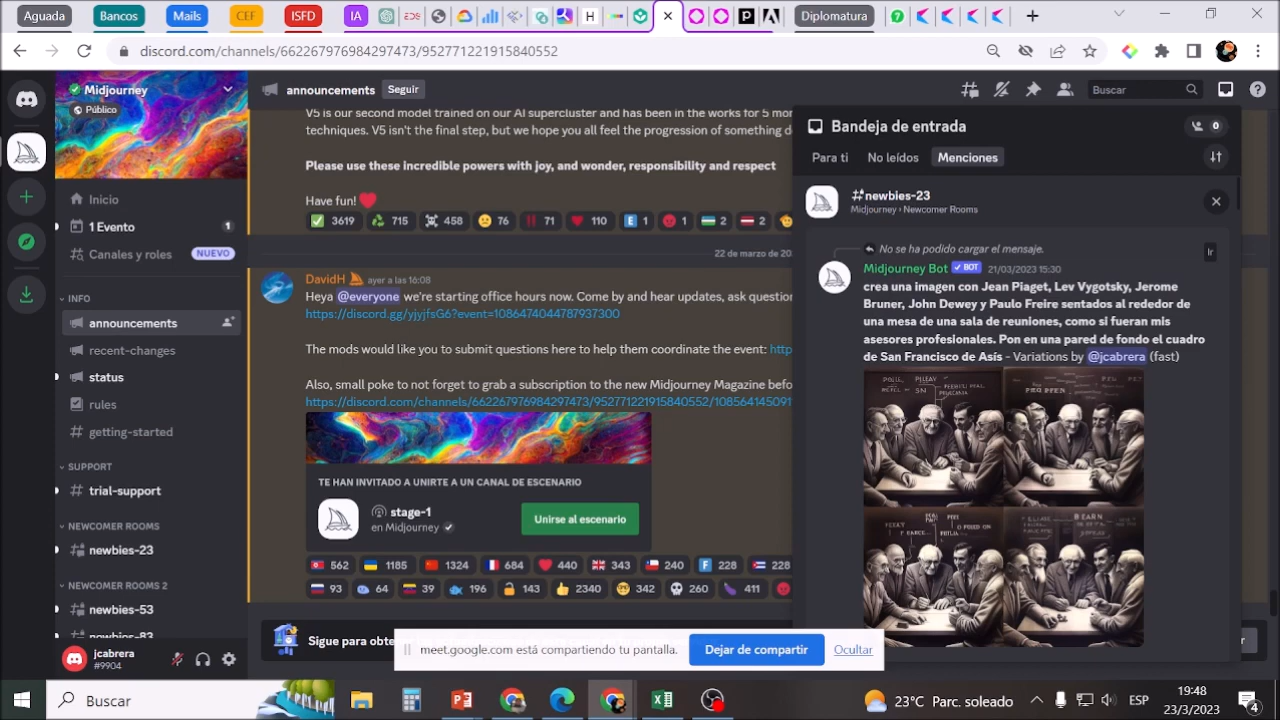 Aguada
Bancos
Mails
CEF
ISFD
IA
Diplomatura
discord.com/channels/662267976984297473/952771221915840552
Midjourney
Público
Inicio
1 Evento
1
Canales y roles
NUEVO
INFO
announcements
recent-changes
status
rules
getting-started
SUPPORT
trial-support
NEWCOMER ROOMS
newbies-23
NEWCOMER ROOMS 2
newbies-53
newbies-83
jcabrera
#9904
announcements
Seguir
Buscar
V5 is our second model trained on our AI supercluster and has been in the works for 5 mon
techniques. V5 isn't the final step, but we hope you all feel the progression of something d
Please use these incredible powers with joy, and wonder, responsibility and respect
Have fun!
3619 715 458 76 71 110 E 1 1 2 2
22 de marzo de 20
DavidH ayer a las 16:08
Heya @everyone we're starting office hours now. Come by and hear updates, ask question
https://discord.gg/yjyjfsG6?event=1086474044787937300
The mods would like you to submit questions here to help them coordinate the event: http
Also, small poke to not forget to grab a subscription to the new Midjourney Magazine befo
https://discord.com/channels/662267976984297473/952771221915840552/10856414509
TE HAN INVITADO A UNIRTE A UN CANAL DE ESCENARIO
stage-1
en Midjourney
Unirse al escenario
562 1185 1324 684 440 343 240 F 228 228
93 64 39 196 143 2340 342 260 411
Sigue para obte
Bandeja de entrada
0
Para ti
No leídos
Menciones
#newbies-23
Midjourney › Newcomer Rooms
No se ha podido cargar el mensaje.
Ir
Midjourney Bot BOT 21/03/2023 15:30
crea una imagen con Jean Piaget, Lev Vygotsky, Jerome
Bruner, John Dewey y Paulo Freire sentados al rededor de
una mesa de una sala de reuniones, como si fueran mis
asesores profesionales. Pon en una pared de fondo el cuadro
de San Francisco de Asís - Variations by @jcabrera (fast)
meet.google.com está compartiendo tu pantalla.
Dejar de compartir
Ocultar
Buscar
23°C Parc. soleado
ESP
19:48
23/3/2023
4